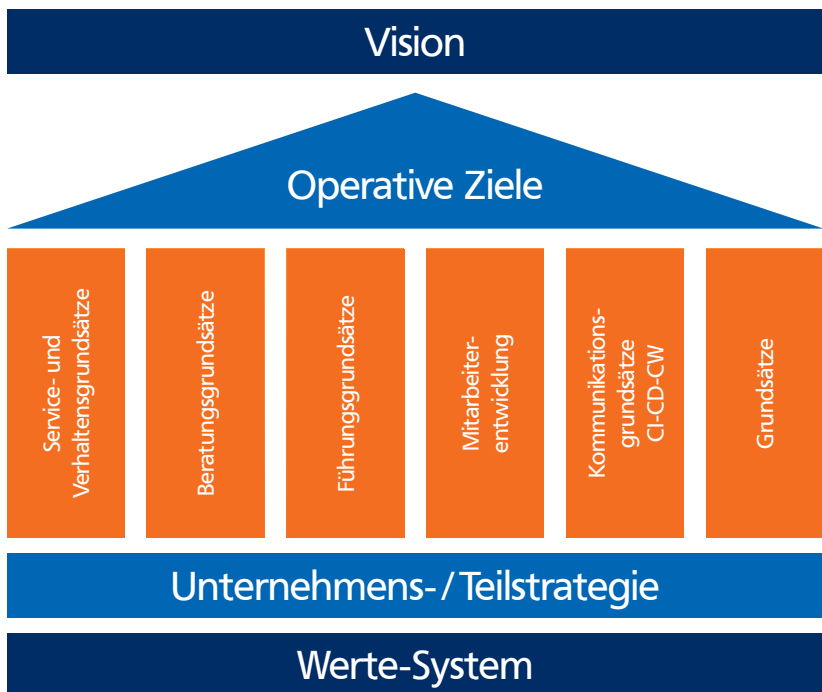 Vision
Operative Ziele
Service- und
Verhaltensgrundsätze
Beratungsgrundsätze
Führungsgrundsätze
Mitarbeiter-
entwicklung
Kommunikations-
grundsätze
CI-CD-CW
Grundsätze
Unternehmens- / Teilstrategie
Werte-System